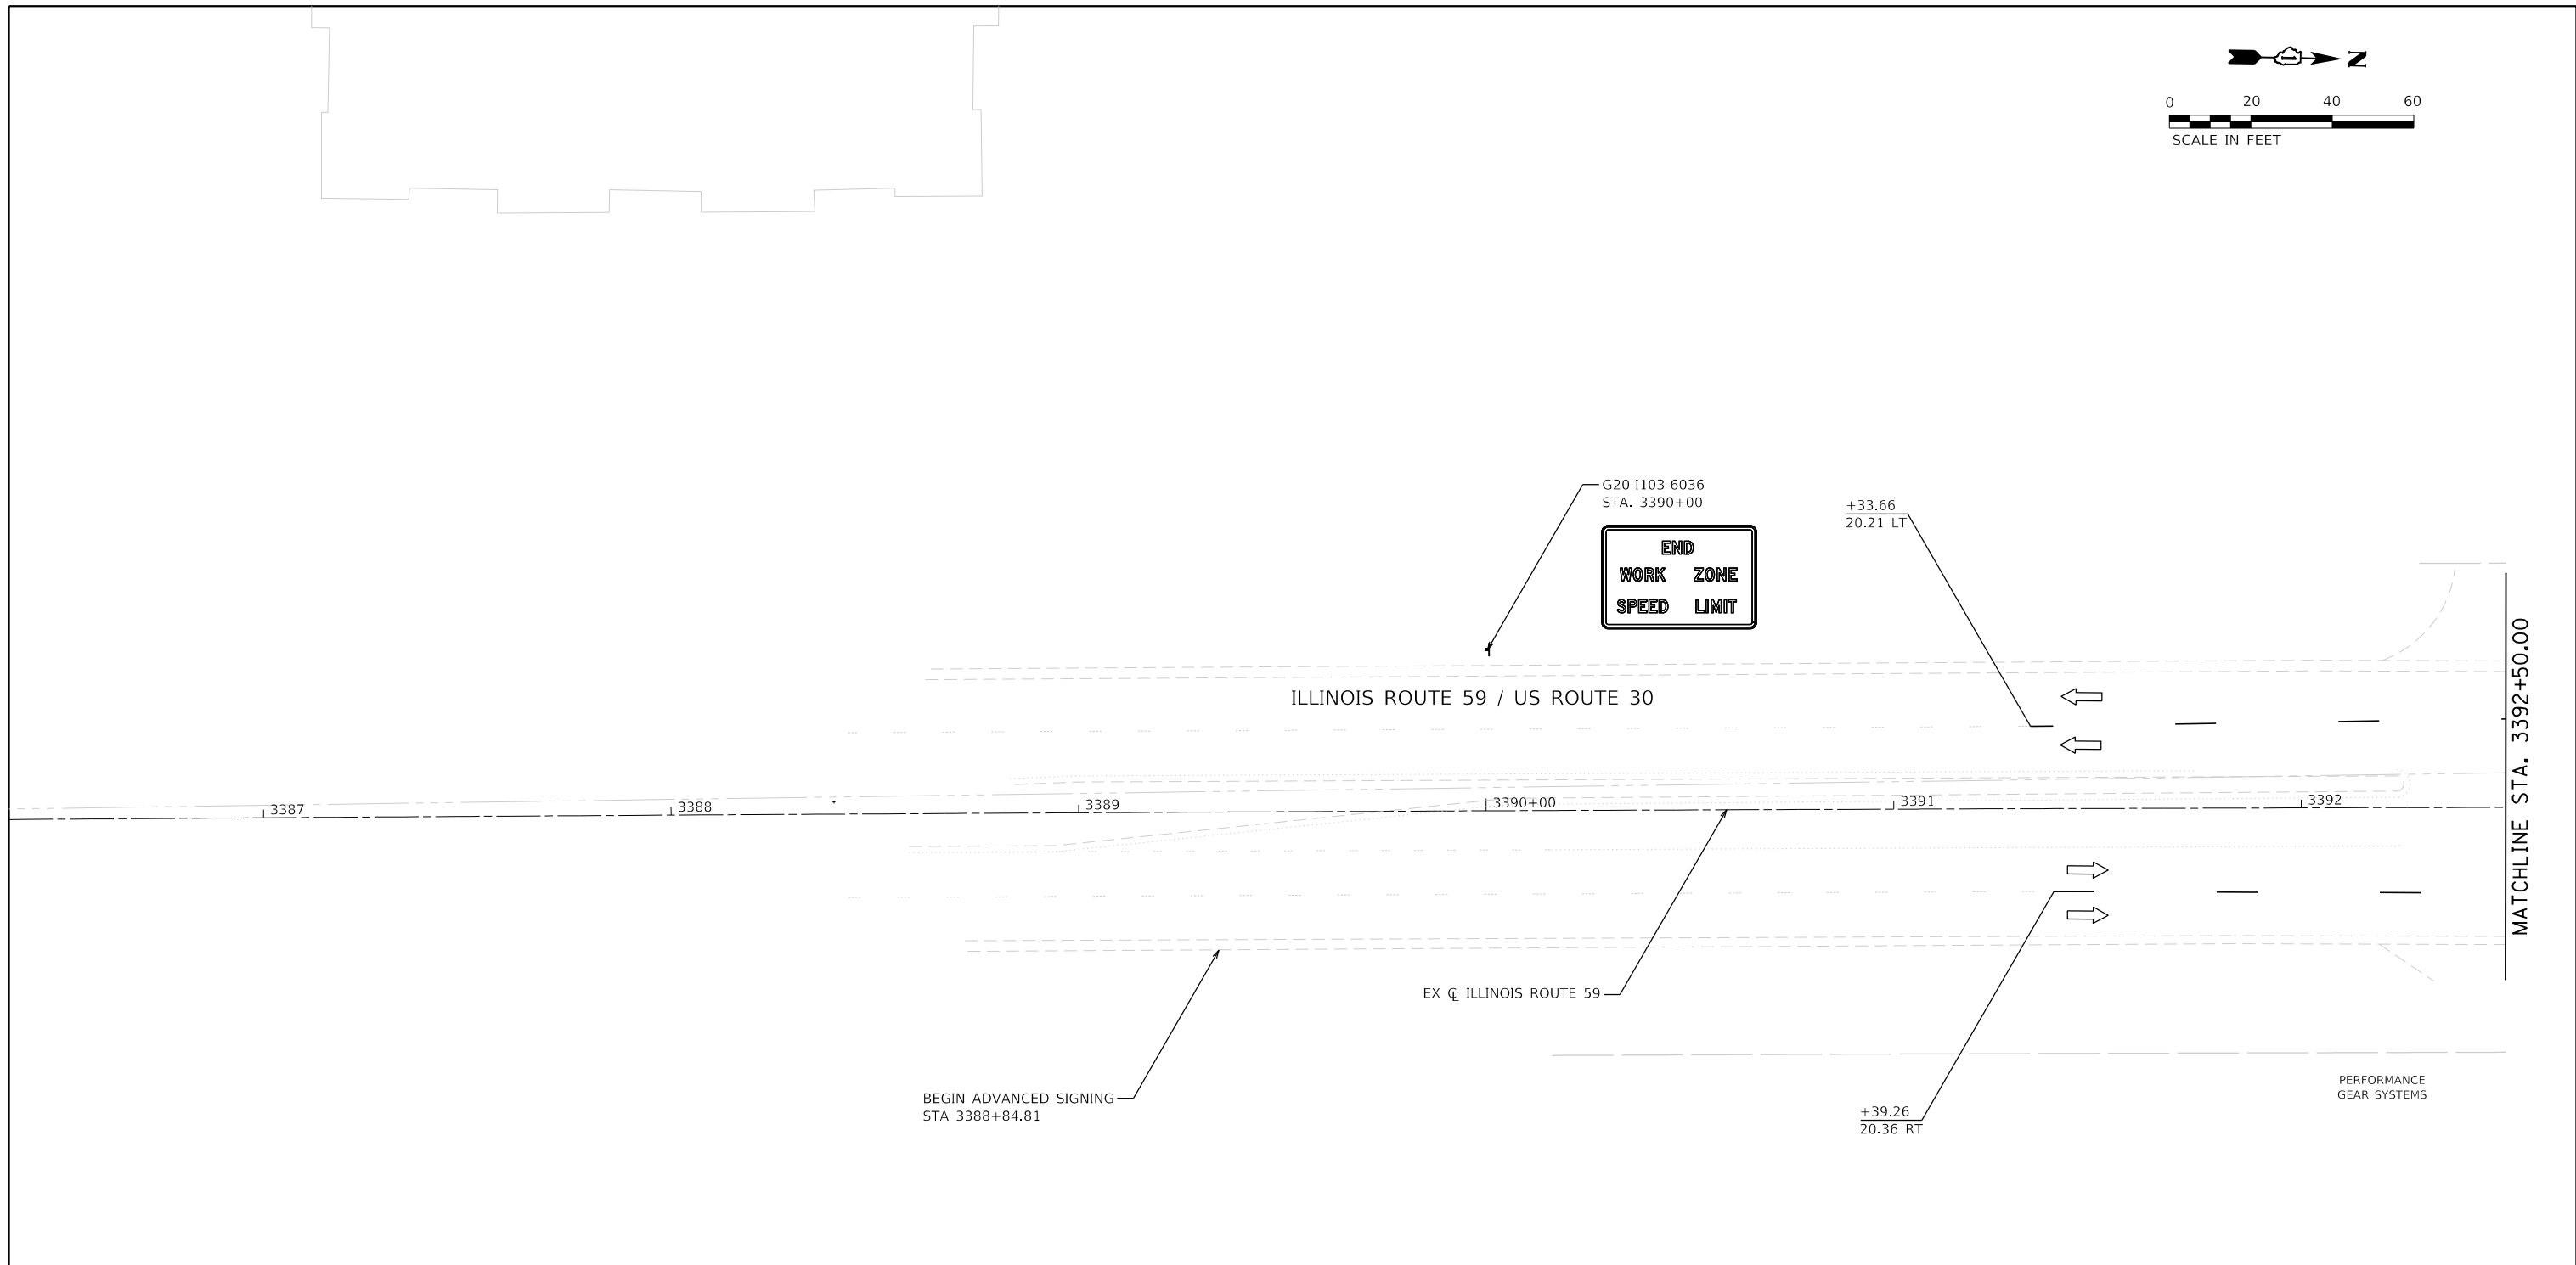 N
0 20 40 60
SCALE IN FEET
G20-I103-6036
STA. 3390+00
END
WORK ZONE
SPEED LIMIT
+33.66
20.21 LT
ILLINOIS ROUTE 59 / US ROUTE 30
MATCHLINE STA. 3392+50.00
3387
3388
3389
3390+00
3391
3392
EX ℄ ILLINOIS ROUTE 59
BEGIN ADVANCED SIGNING
STA 3388+84.81
+39.26
20.36 RT
PERFORMANCE
GEAR SYSTEMS